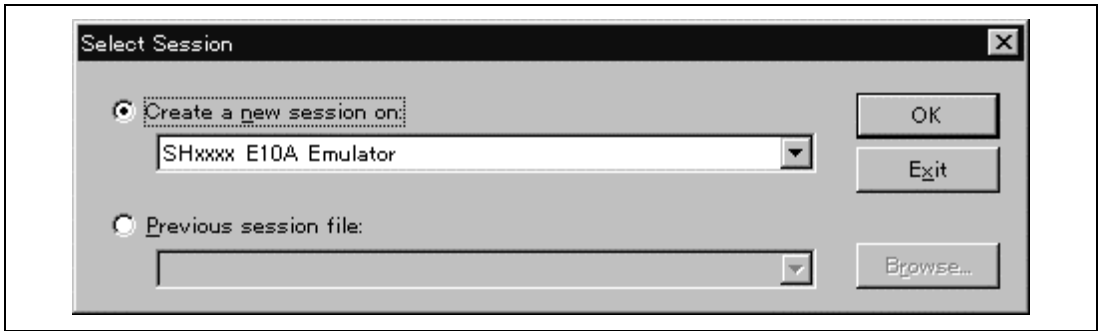 Select Session
Create a new session on:
OK
SHxxxx E10A Emulator
Exit
Previous session file:
Browse...